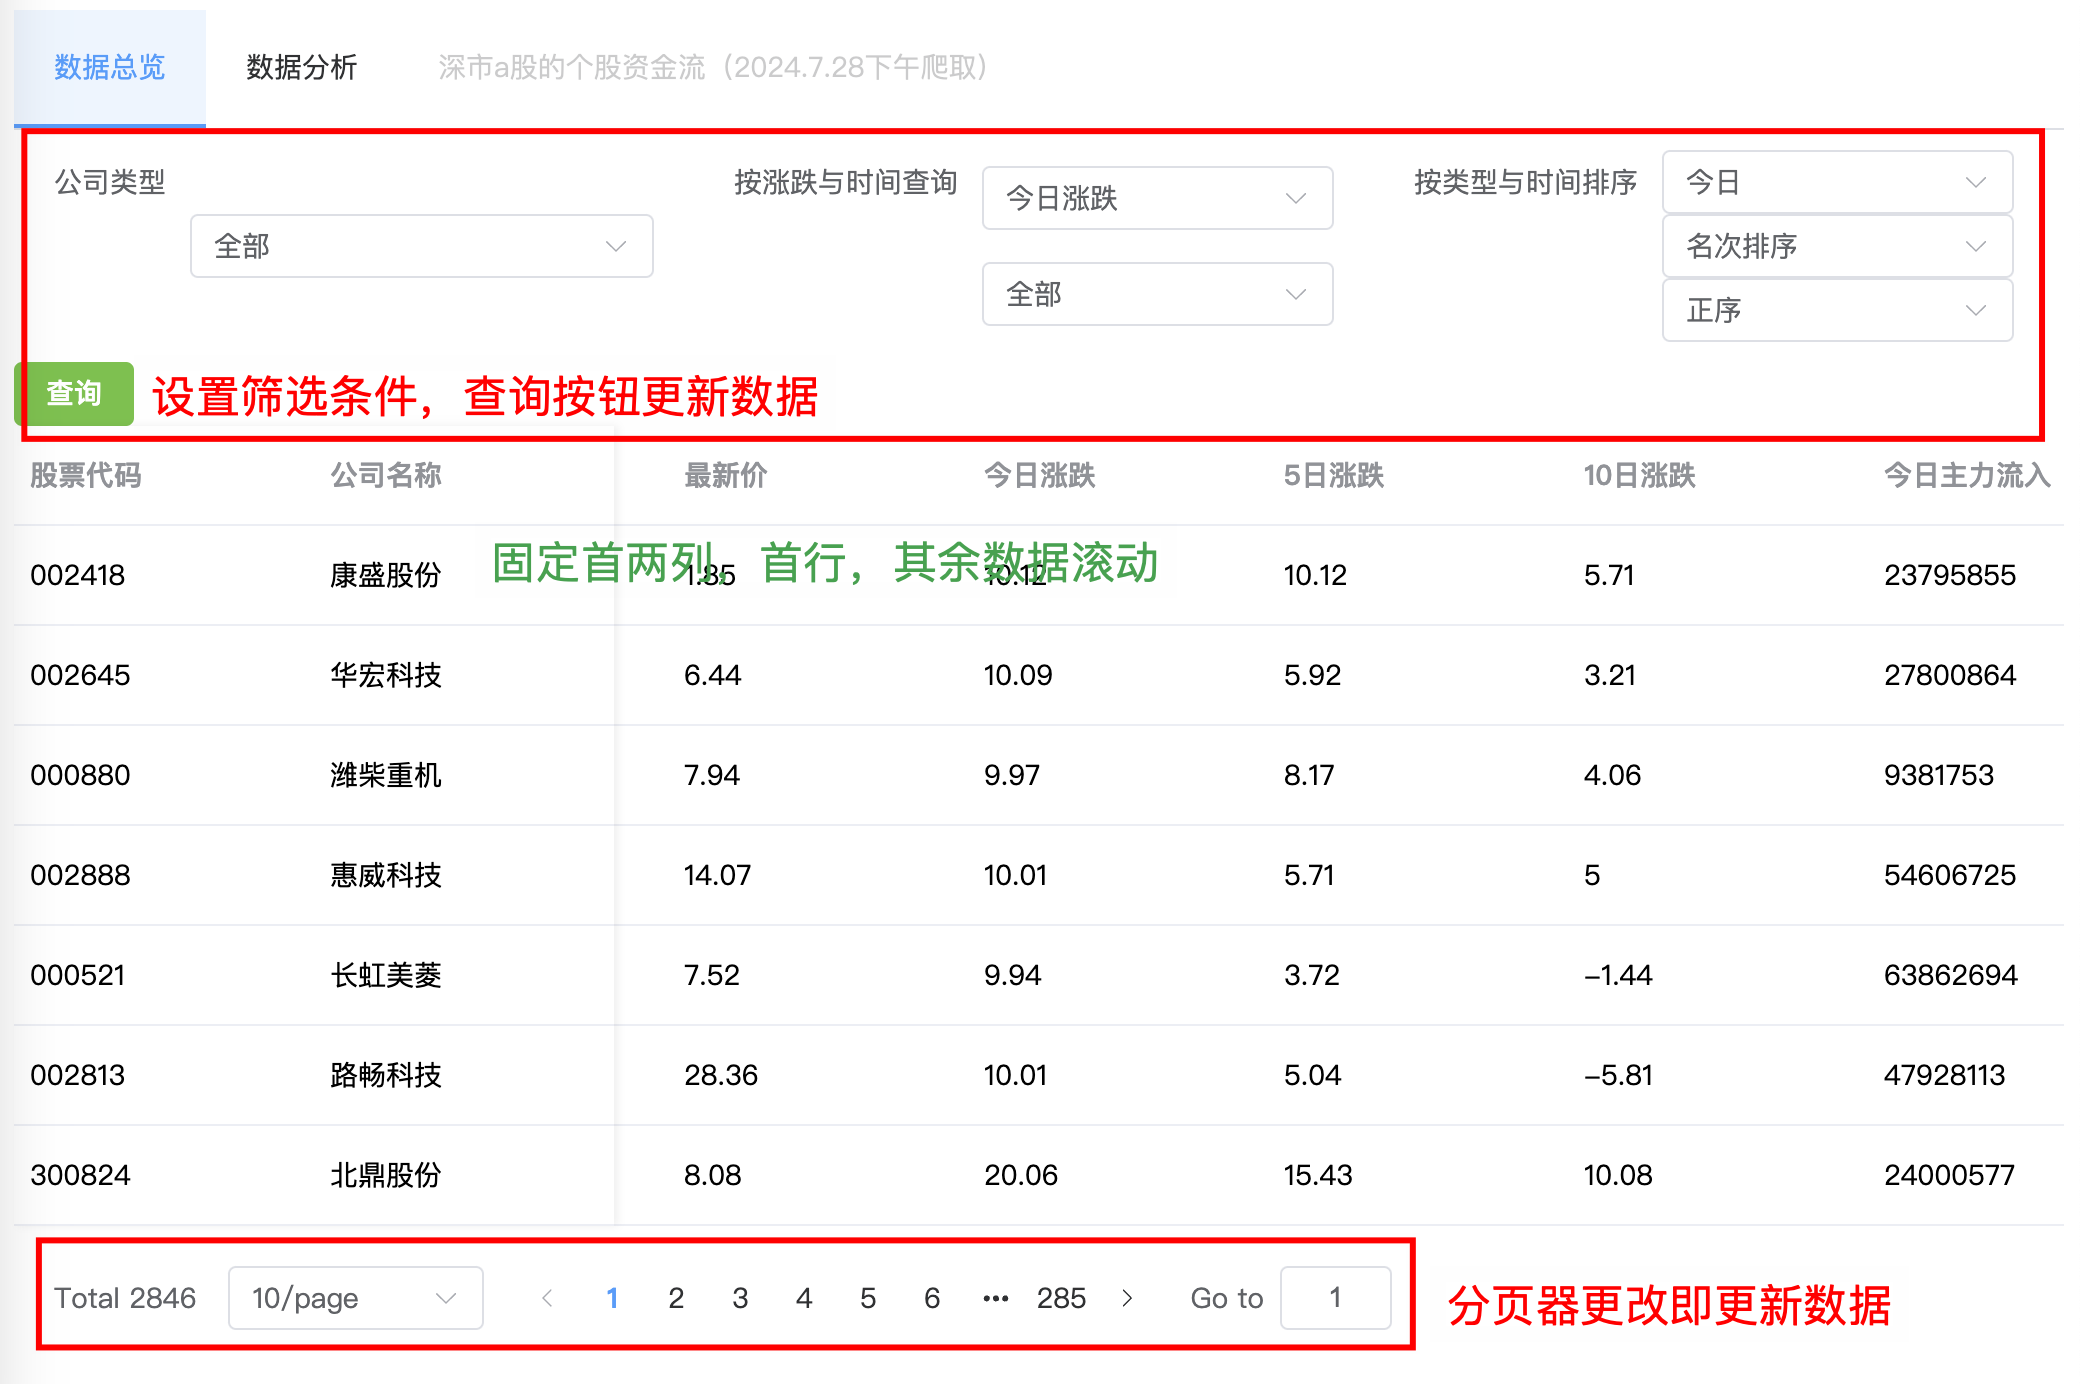 数据总览 数据分析 深市a股的个股资金流（2024.7.28下午爬取）
公司类型 全部
按涨跌与时间查询 今日涨跌
全部
按类型与时间排序 今日
名次排序
正序
查询 设置筛选条件，查询按钮更新数据
股票代码 公司名称 最新价 今日涨跌 5日涨跌 10日涨跌 今日主力流入
固定首两列，首行，其余数据滚动
002418 康盛股份 1.85 10.12 10.12 5.71 23795855
002645 华宏科技 6.44 10.09 5.92 3.21 27800864
000880 潍柴重机 7.94 9.97 8.17 4.06 9381753
002888 惠威科技 14.07 10.01 5.71 5 54606725
000521 长虹美菱 7.52 9.94 3.72 -1.44 63862694
002813 路畅科技 28.36 10.01 5.04 -5.81 47928113
300824 北鼎股份 8.08 20.06 15.43 10.08 24000577
Total 2846 10/page 1 2 3 4 5 6 ••• 285 Go to 1
分页器更改即更新数据